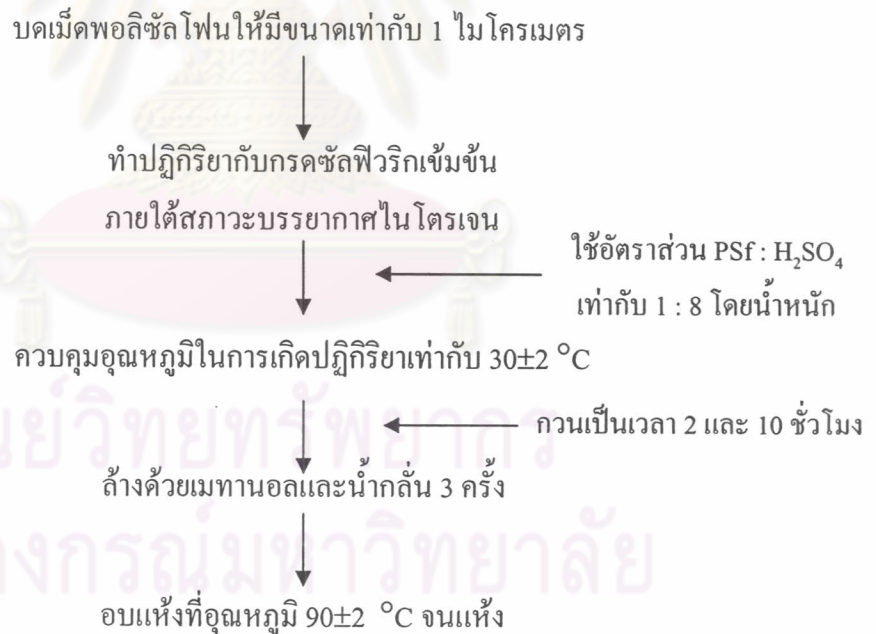 บดเม็ดพอลิซัลโฟนให้มีขนาดเท่ากับ 1 ไมโครเมตร
ทำปฏิกิริยากับกรดซัลฟิวริกเข้มข้น
ภายใต้สภาวะบรรยากาศไนโตรเจน
ใช้อัตราส่วน PSf : H₂SO₄
เท่ากับ 1 : 8 โดยน้ำหนัก
ควบคุมอุณหภูมิในการเกิดปฏิกิริยาเท่ากับ 30±2 °C
กวนเป็นเวลา 2 และ 10 ชั่วโมง
ล้างด้วยเมทานอลและน้ำกลั่น 3 ครั้ง
อบแห้งที่อุณหภูมิ 90±2 °C จนแห้ง